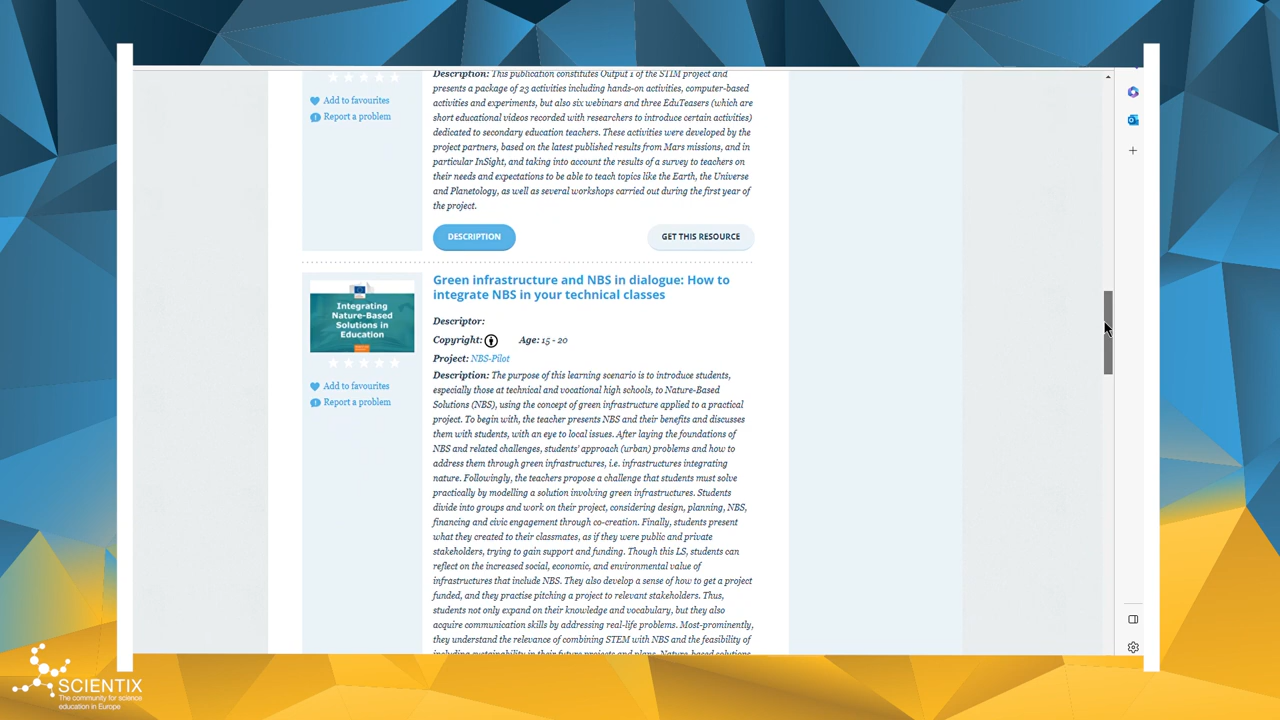 Description: This publication constitutes Output 1 of the STIM project and
presents a package of 23 activities including hands-on activities, computer-based
activities and experiments, but also six webinars and three EduTeasers (which are
short educational videos recorded with researchers to introduce certain activities)
dedicated to secondary education teachers. These activities were developed by the
project partners, based on the latest published results from Mars missions, and in
particular InSight, and taking into account the results of a survey to teachers on
their needs and expectations to be able to teach topics like the Earth, the Universe
and Planetology, as well as several workshops carried out during the first year of
the project.
Add to favourites
Report a problem
DESCRIPTION
GET THIS RESOURCE
Integrating
Nature-Based
Solutions in
Education
Add to favourites
Report a problem
Green infrastructure and NBS in dialogue: How to
integrate NBS in your technical classes
Descriptor:
Copyright: Age: 15 - 20
Project: NBS-Pilot
Description: The purpose of this learning scenario is to introduce students,
especially those at technical and vocational high schools, to Nature-Based
Solutions (NBS), using the concept of green infrastructure applied to a practical
project. To begin with, the teacher presents NBS and their benefits and discusses
them with students, with an eye to local issues. After laying the foundations of
NBS and related challenges, students' approach (urban) problems and how to
address them through green infrastructures, i.e. infrastructures integrating
nature. Followingly, the teachers propose a challenge that students must solve
practically by modelling a solution involving green infrastructures. Students
divide into groups and work on their project, considering design, planning, NBS,
financing and civic engagement through co-creation. Finally, students present
what they created to their classmates, as if they were public and private
stakeholders, trying to gain support and funding. Though this LS, students can
reflect on the increased social, economic, and environmental value of
infrastructures that include NBS. They also develop a sense of how to get a project
funded, and they practise pitching a project to relevant stakeholders. Thus,
students not only expand on their knowledge and vocabulary, but they also
acquire communication skills by addressing real-life problems. Most-prominently,
they understand the relevance of combining STEM with NBS and the feasibility of
including sustainability in their future projects and plans. Nature-based solutions
SCIENTIX
The community for science
education in Europe